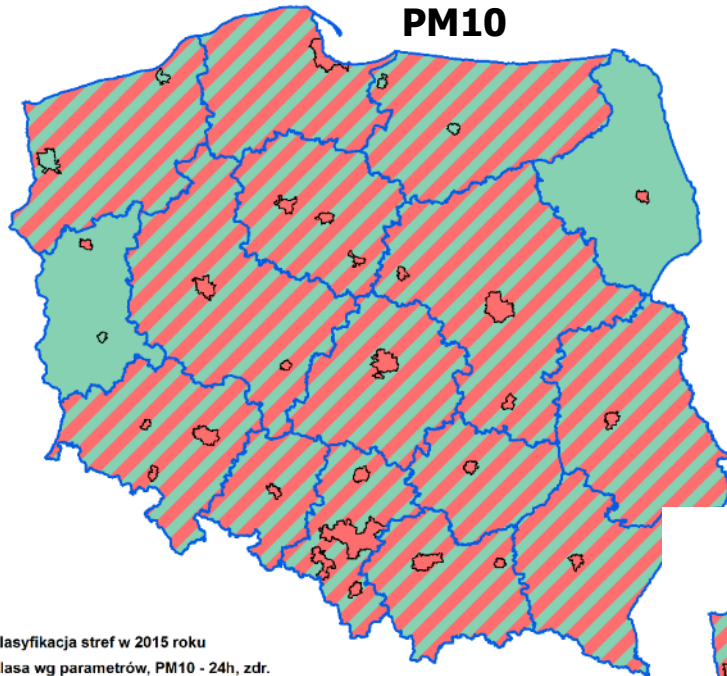 PM10
lasyfikacja stref w 2015 roku
lasa wg parametrów, PM10 - 24h, zdr.